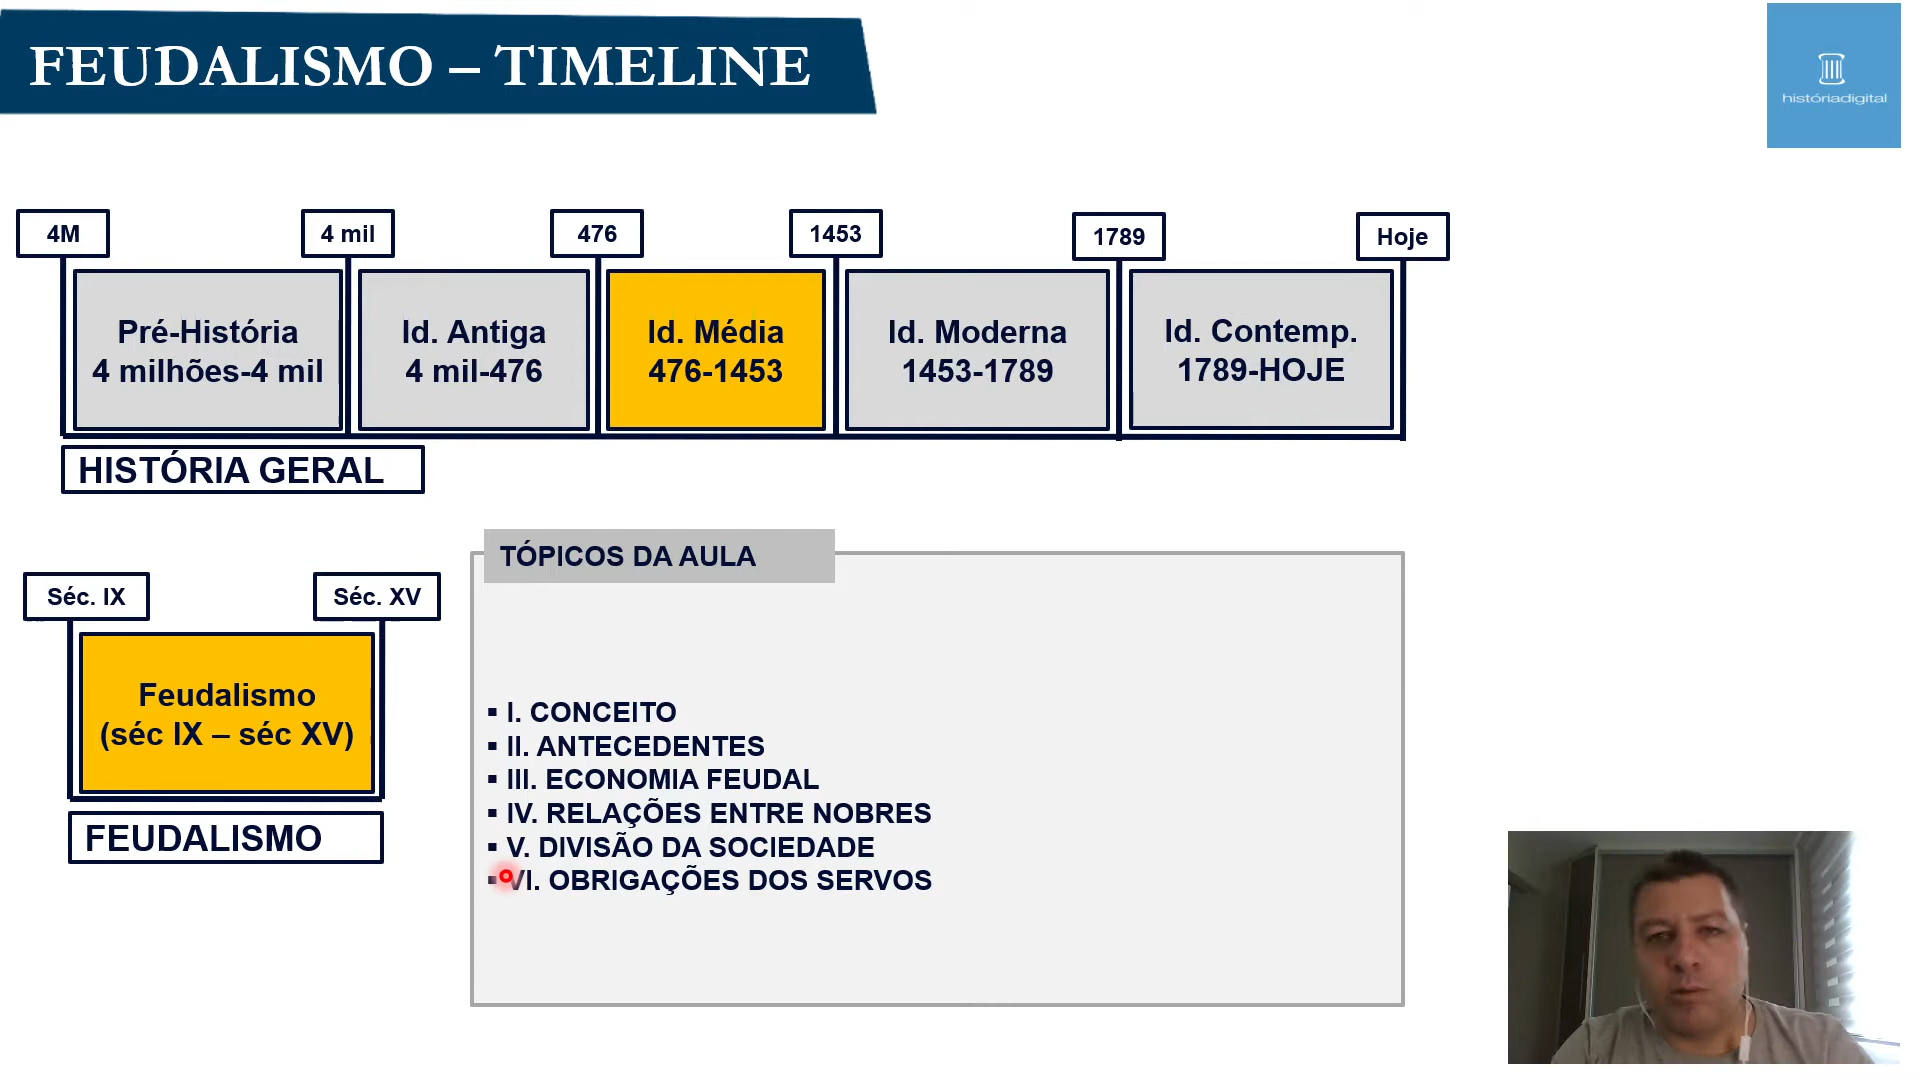 FEUDALISMO – TIMELINE
históriadigital
4M
4 mil
476
1453
1789
Hoje
Pré-História
4 milhões-4 mil
Id. Antiga
4 mil-476
Id. Média
476-1453
Id. Moderna
1453-1789
Id. Contemp.
1789-HOJE
HISTÓRIA GERAL
Séc. IX
Séc. XV
Feudalismo
(séc IX – séc XV)
FEUDALISMO
TÓPICOS DA AULA
▪ I. CONCEITO
▪ II. ANTECEDENTES
▪ III. ECONOMIA FEUDAL
▪ IV. RELAÇÕES ENTRE NOBRES
▪ V. DIVISÃO DA SOCIEDADE
▪ VI. OBRIGAÇÕES DOS SERVOS